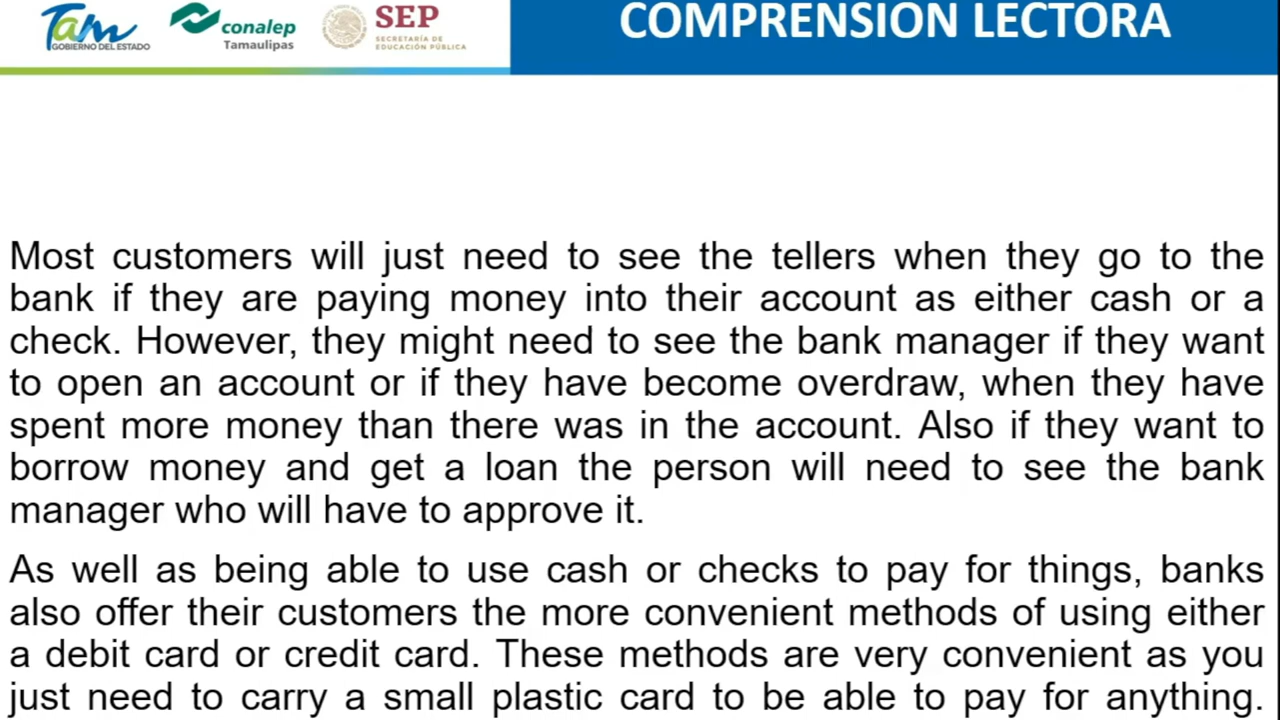 Tam
GOBIERNO DEL ESTADO
conalep
Tamaulipas
SEP
SECRETARÍA DE
EDUCACIÓN PÚBLICA
COMPRENSION LECTORA
Most customers will just need to see the tellers when they go to the
bank if they are paying money into their account as either cash or a
check. However, they might need to see the bank manager if they want
to open an account or if they have become overdraw, when they have
spent more money than there was in the account. Also if they want to
borrow money and get a loan the person will need to see the bank
manager who will have to approve it.
As well as being able to use cash or checks to pay for things, banks
also offer their customers the more convenient methods of using either
a debit card or credit card. These methods are very convenient as you
just need to carry a small plastic card to be able to pay for anything.